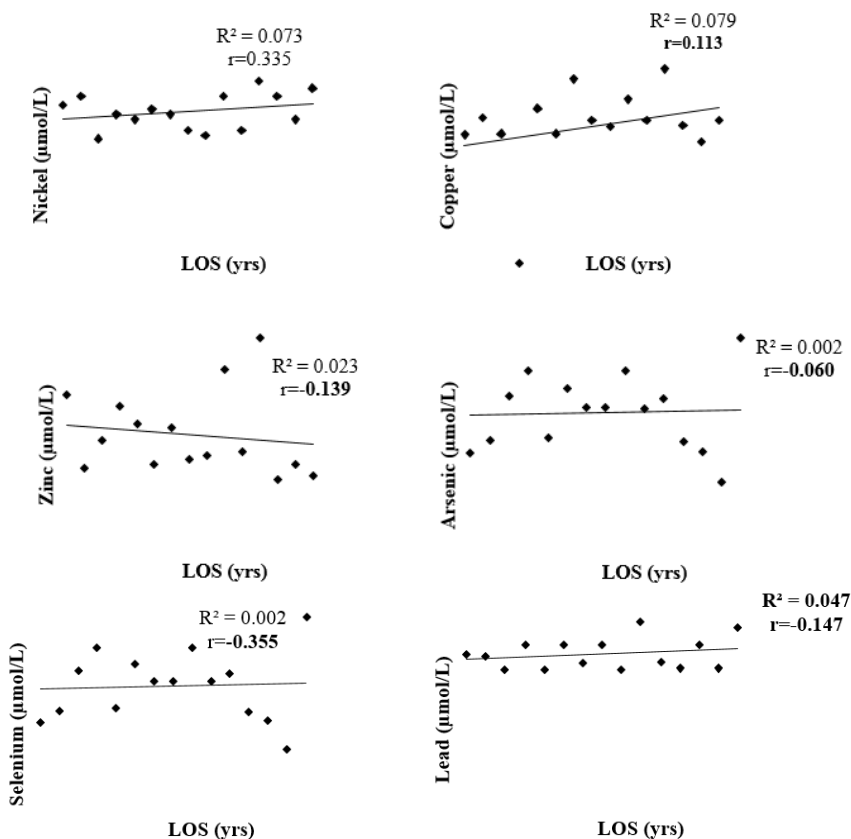 R² = 0.073
r=0.335
Nickel (µmol/L)
LOS (yrs)
R² = 0.079
r=0.113
Copper (µmol/L)
LOS (yrs)
R² = 0.023
r=-0.139
Zinc (µmol/L)
LOS (yrs)
R² = 0.002
r=-0.060
Arsenic (µmol/L)
LOS (yrs)
R² = 0.002
r=-0.355
Selenium (µmol/L)
LOS (yrs)
R² = 0.047
r=-0.147
Lead (µmol/L)
LOS (yrs)